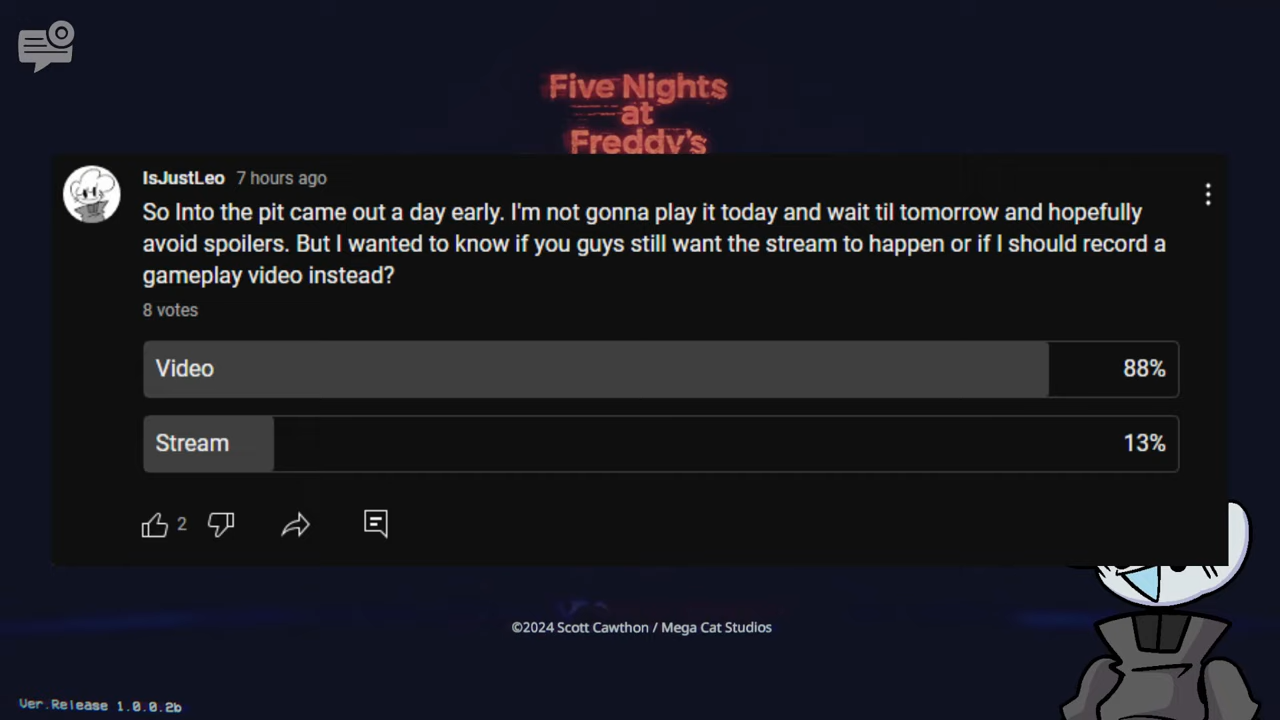 Five Nights
at
Freddy's
IsJustLeo 7 hours ago
So Into the pit came out a day early. I'm not gonna play it today and wait til tomorrow and hopefully
avoid spoilers. But I wanted to know if you guys still want the stream to happen or if I should record a
gameplay video instead?
8 votes
Video 88%
Stream 13%
2
©2024 Scott Cawthon / Mega Cat Studios
Ver.Release 1.0.0.2b